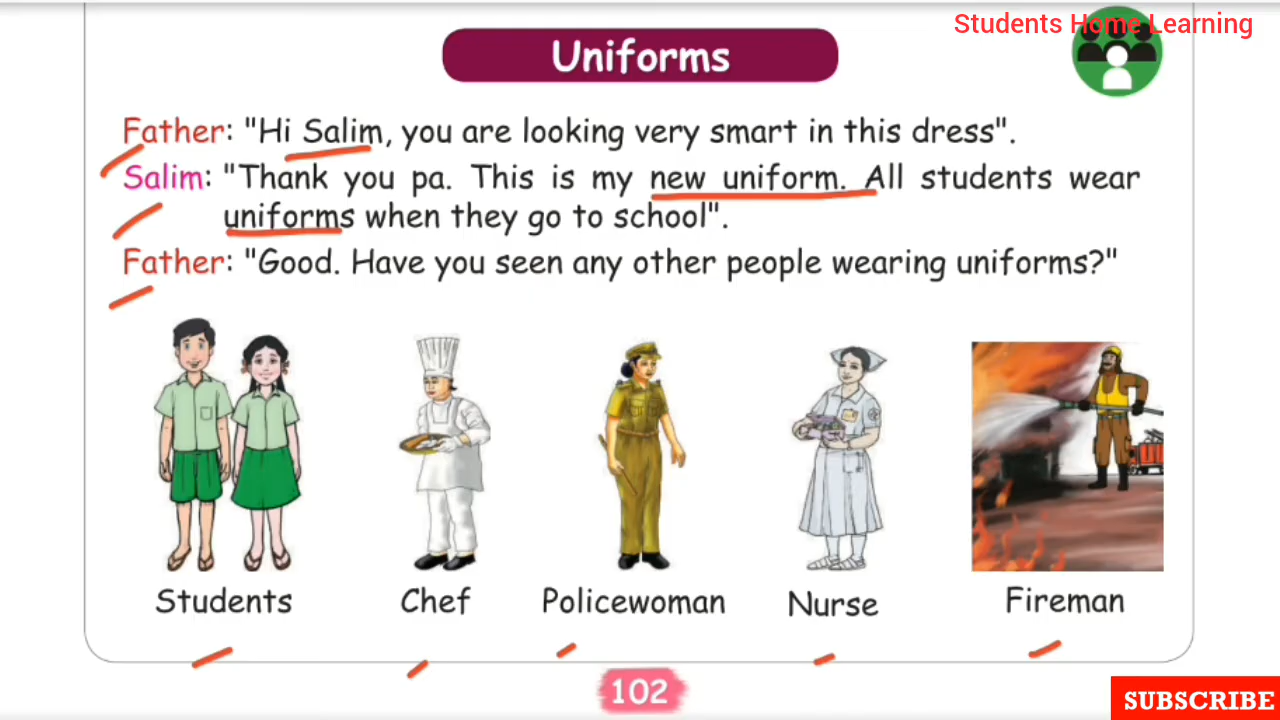 Students Home Learning
Uniforms
Father: "Hi Salim, you are looking very smart in this dress".
Salim: "Thank you pa. This is my new uniform. All students wear
uniforms when they go to school".
Father: "Good. Have you seen any other people wearing uniforms?"
Students Chef Policewoman Nurse Fireman
102
SUBSCRIBE